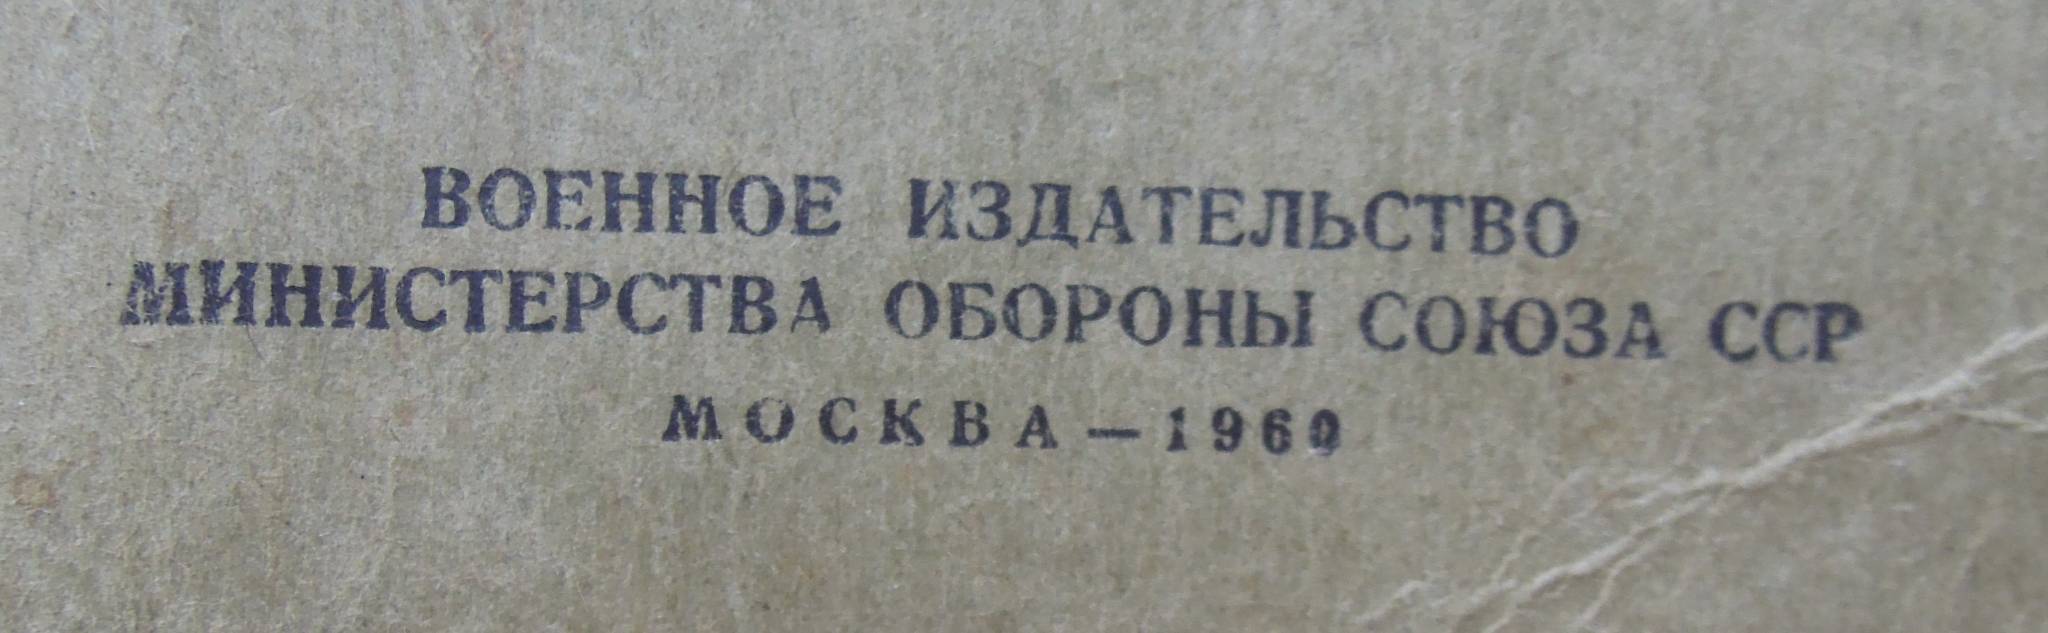 ВОЕННОЕ ИЗДАТЕЛЬСТВО
МИНИСТЕРСТВА ОБОРОНЫ СОЮЗА ССР
МОСКВА — 1960